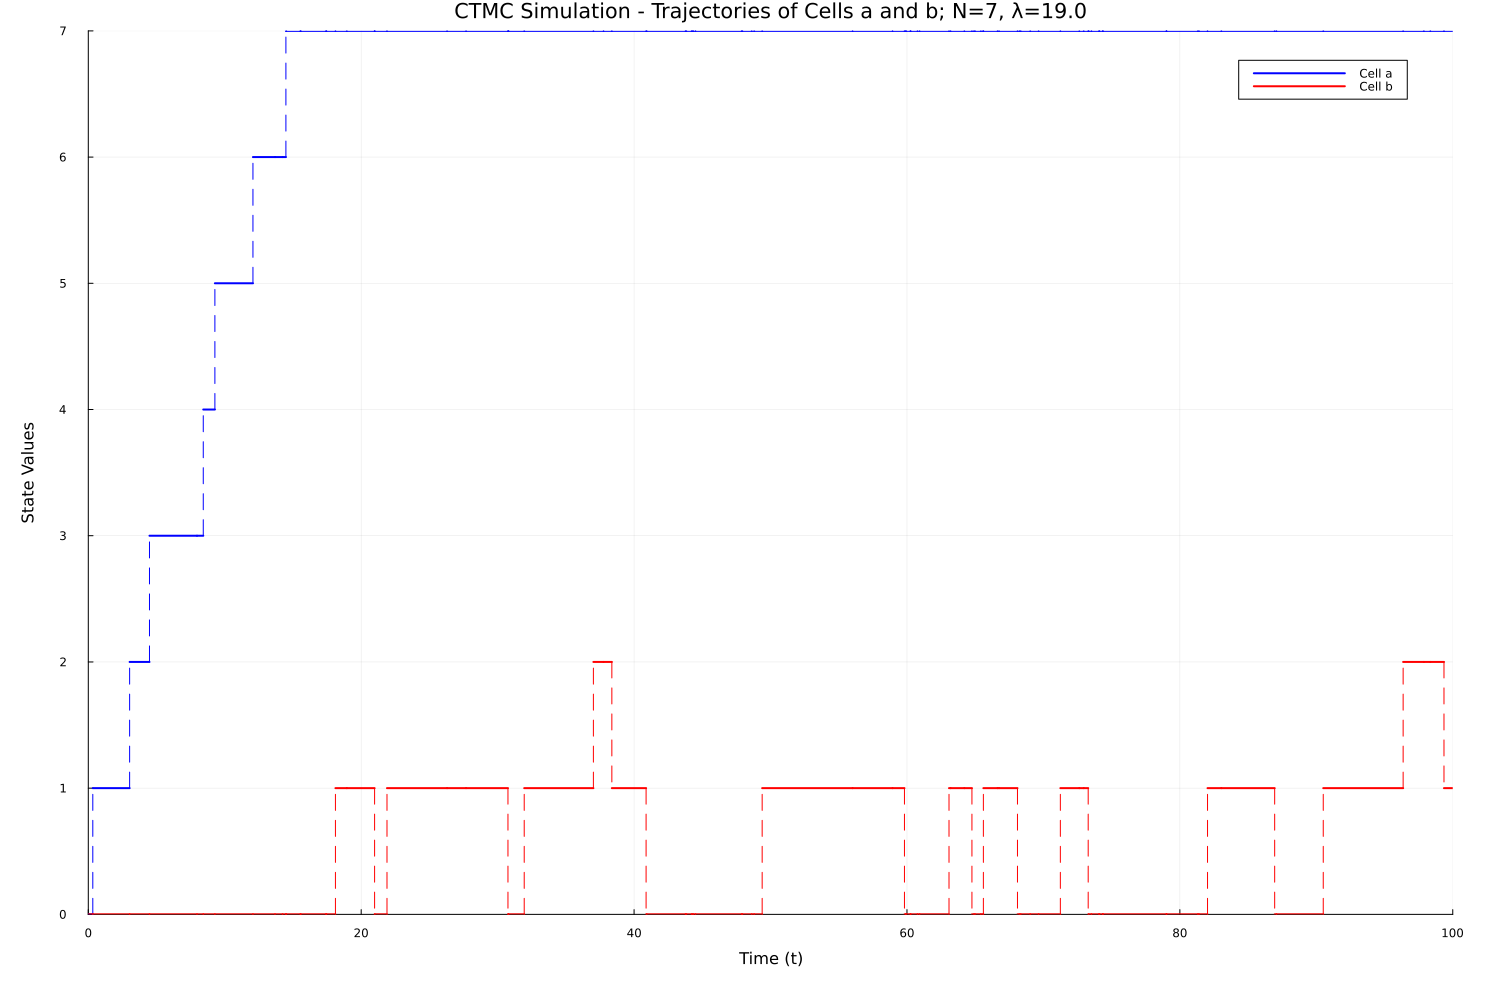 CTMC Simulation - Trajectories of Cells a and b; N=7, λ=19.0
7
Cell a
Cell b
6
5
4
State Values
3
2
1
0
0 20 40 60 80 100
Time (t)